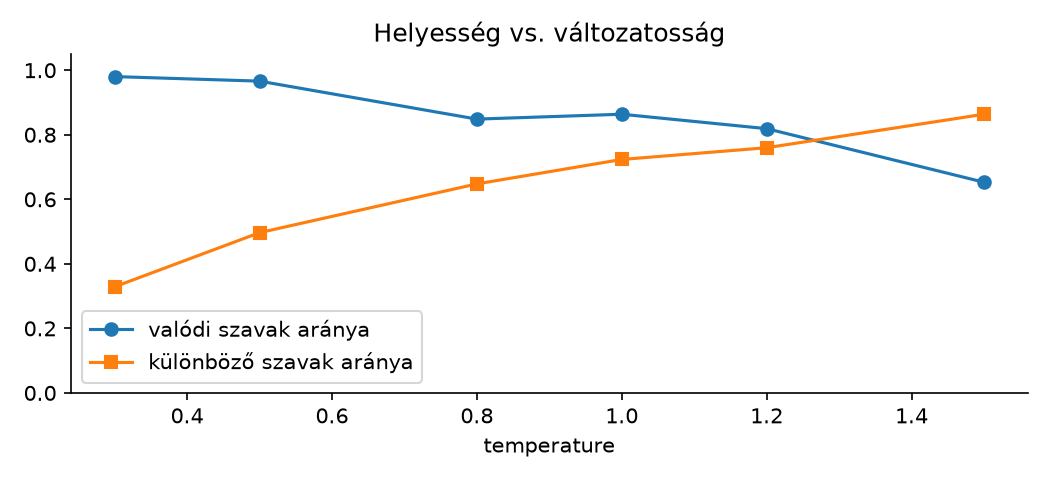 Helyesség vs. változatosság
1.0
0.8
0.6
0.4
0.2
0.0
valódi szavak aránya
különböző szavak aránya
0.4 0.6 0.8 1.0 1.2 1.4
temperature